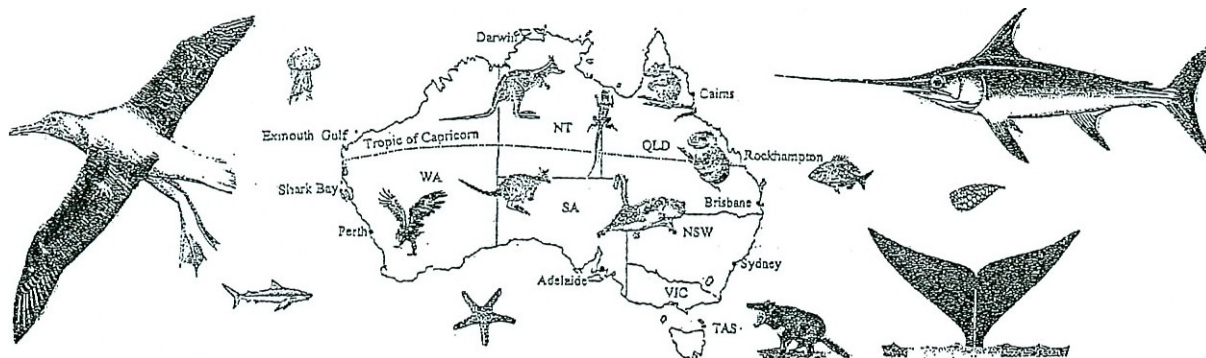 Darwin
Cairns
Exmouth Gulf
Tropic of Capricorn
NT
QLD
Rockhampton
Shark Bay
WA
SA
Brisbane
Perth
NSW
Sydney
Adelaide
VIC
TAS